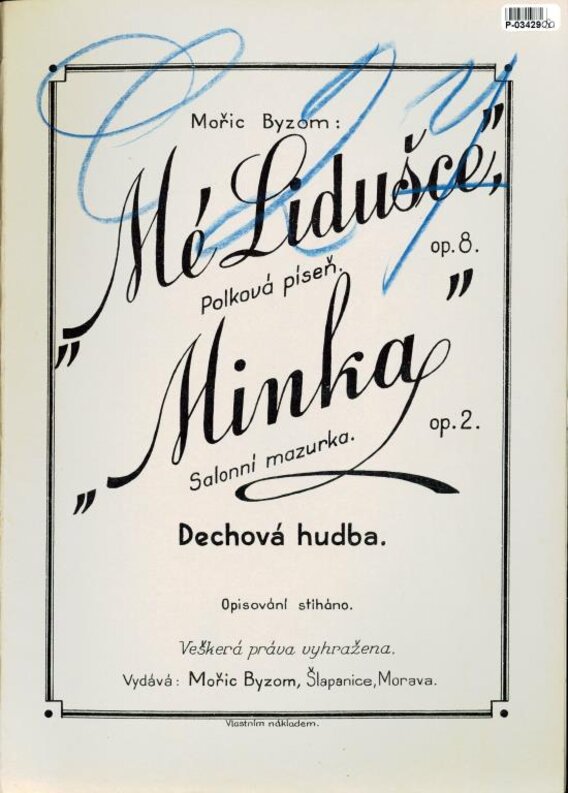 P-0342920
Mořic Byzom:
„Mé Lidušce”,
op. 8.
Polková píseň.
„Minka”
op. 2.
Salonní mazurka.
Dechová hudba.
Opisování stíháno.
Veškerá práva vyhražena.
Vydává: Mořic Byzom, Šlapanice, Morava.
Vlastním nákladem.